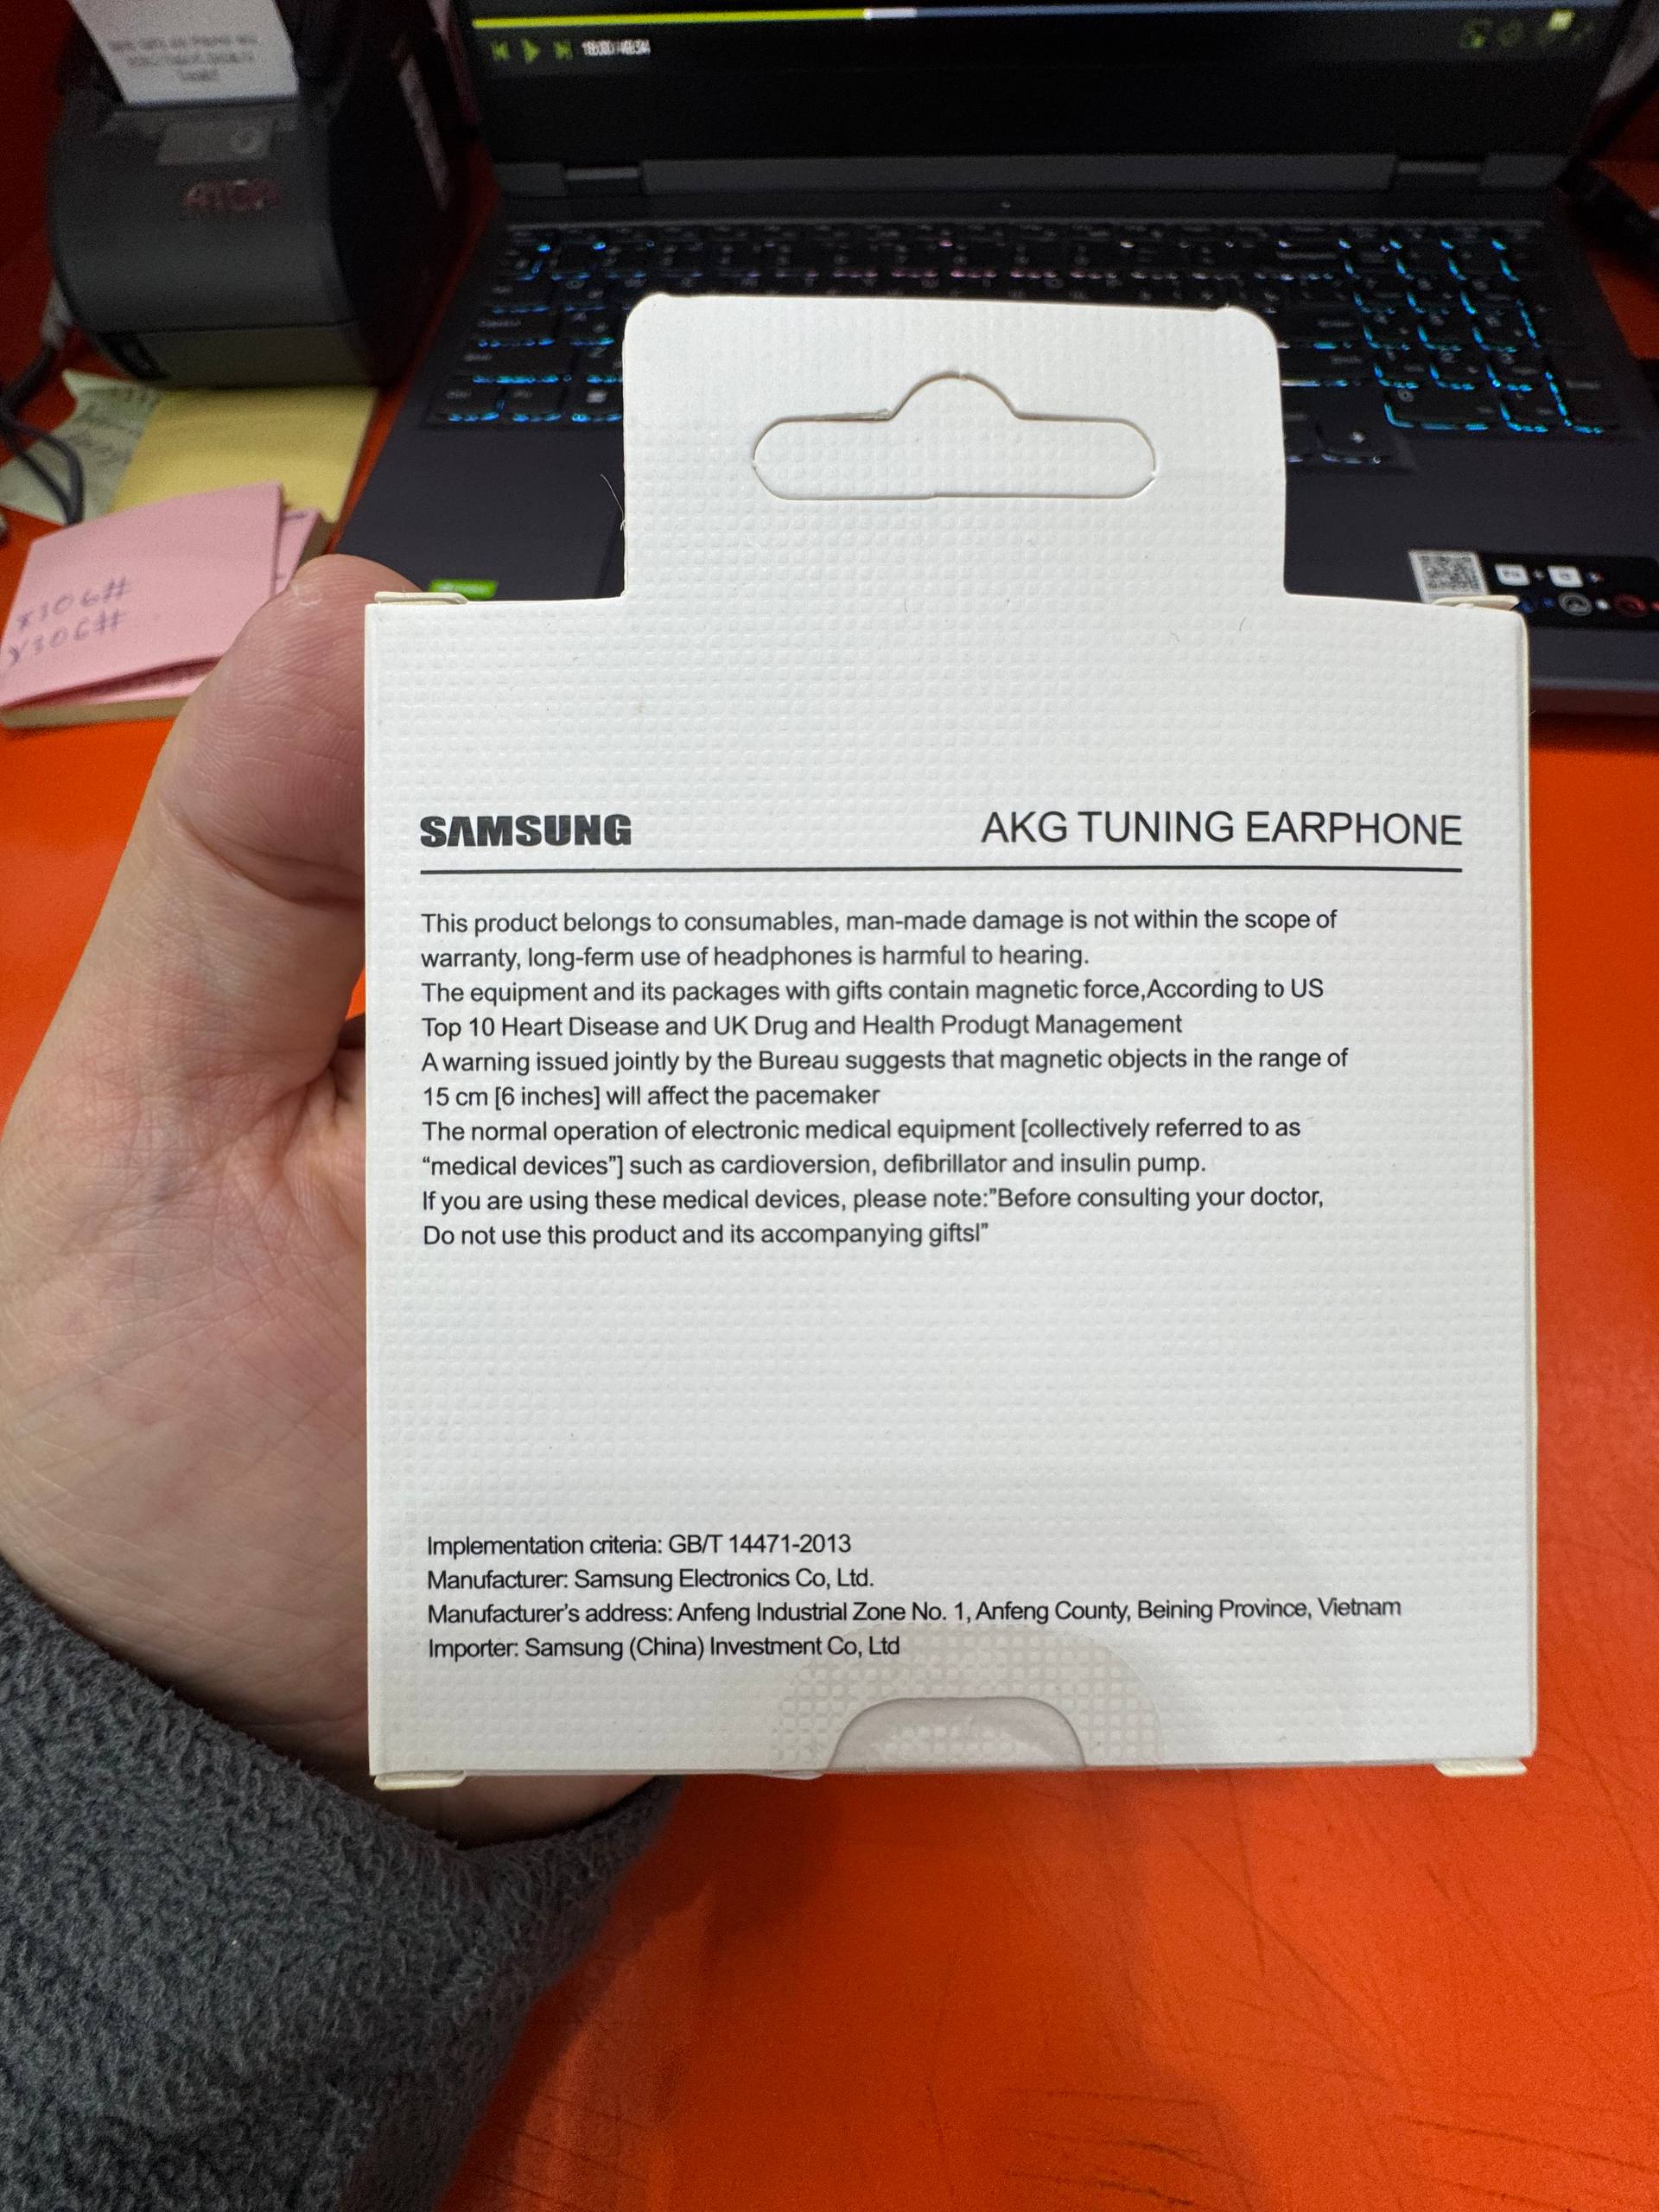 x306#
x306#
SAMSUNG
AKG TUNING EARPHONE
This product belongs to consumables, man-made damage is not within the scope of
warranty, long-ferm use of headphones is harmful to hearing.
The equipment and its packages with gifts contain magnetic force,According to US
Top 10 Heart Disease and UK Drug and Health Produgt Management
A warning issued jointly by the Bureau suggests that magnetic objects in the range of
15 cm [6 inches] will affect the pacemaker
The normal operation of electronic medical equipment [collectively referred to as
“medical devices”] such as cardioversion, defibrillator and insulin pump.
If you are using these medical devices, please note:”Before consulting your doctor,
Do not use this product and its accompanying giftsl”
Implementation criteria: GB/T 14471-2013
Manufacturer: Samsung Electronics Co, Ltd.
Manufacturer’s address: Anfeng Industrial Zone No. 1, Anfeng County, Beining Province, Vietnam
Importer: Samsung (China) Investment Co, Ltd